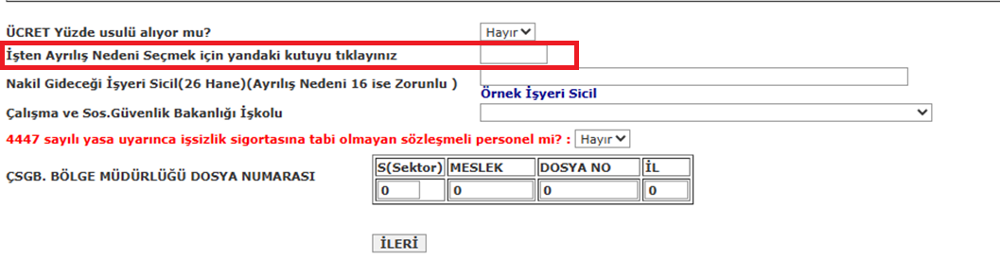 ÜCRET Yüzde usulü alıyor mu? Hayır
İşten Ayrılış Nedeni Seçmek için yandaki kutuyu tıklayınız
Nakil Gideceği İşyeri Sicil(26 Hane)(Ayrılış Nedeni 16 ise Zorunlu )
Örnek İşyeri Sicil
Çalışma ve Sos.Güvenlik Bakanlığı İşkolu
4447 sayılı yasa uyarınca işsizlik sigortasına tabi olmayan sözleşmeli personel mi? : Hayır
S(Sektor) MESLEK DOSYA NO İL
ÇSGB. BÖLGE MÜDÜRLÜĞÜ DOSYA NUMARASI
0 0 0 0
İLERİ